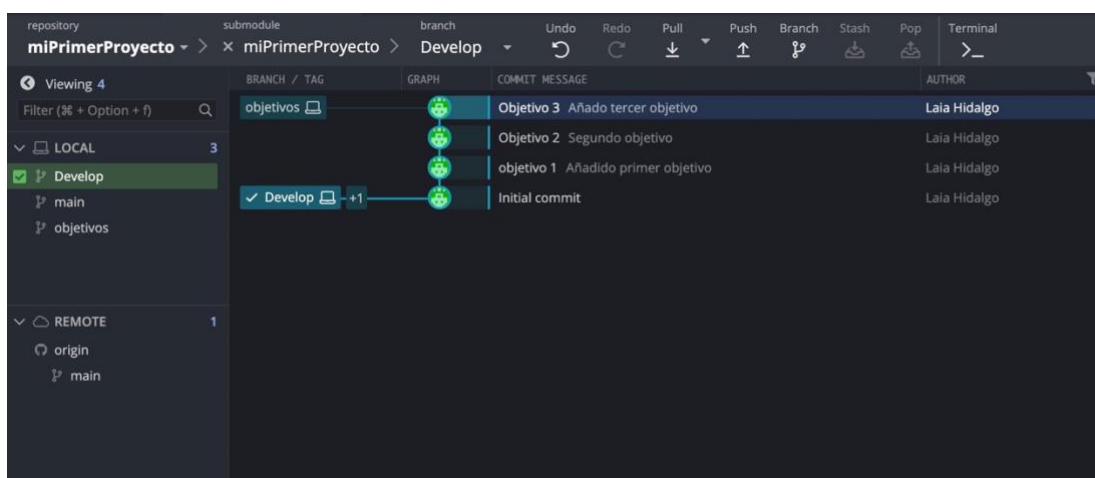 repository submodule branch Undo Redo Pull Push Branch Stash Pop Terminal
miPrimerProyecto miPrimerProyecto Develop
Viewing 4 BRANCH / TAG GRAPH COMMIT MESSAGE AUTHOR
Filter (⌘ + Option + f) objetivos Objetivo 3 Añado tercer objetivo Laia Hidalgo
Objetivo 2 Segundo objetivo Laia Hidalgo
LOCAL 3
objetivo 1 Añadido primer objetivo Laia Hidalgo
Develop
Develop +1 Initial commit Laia Hidalgo
main
objetivos
REMOTE 1
origin
main